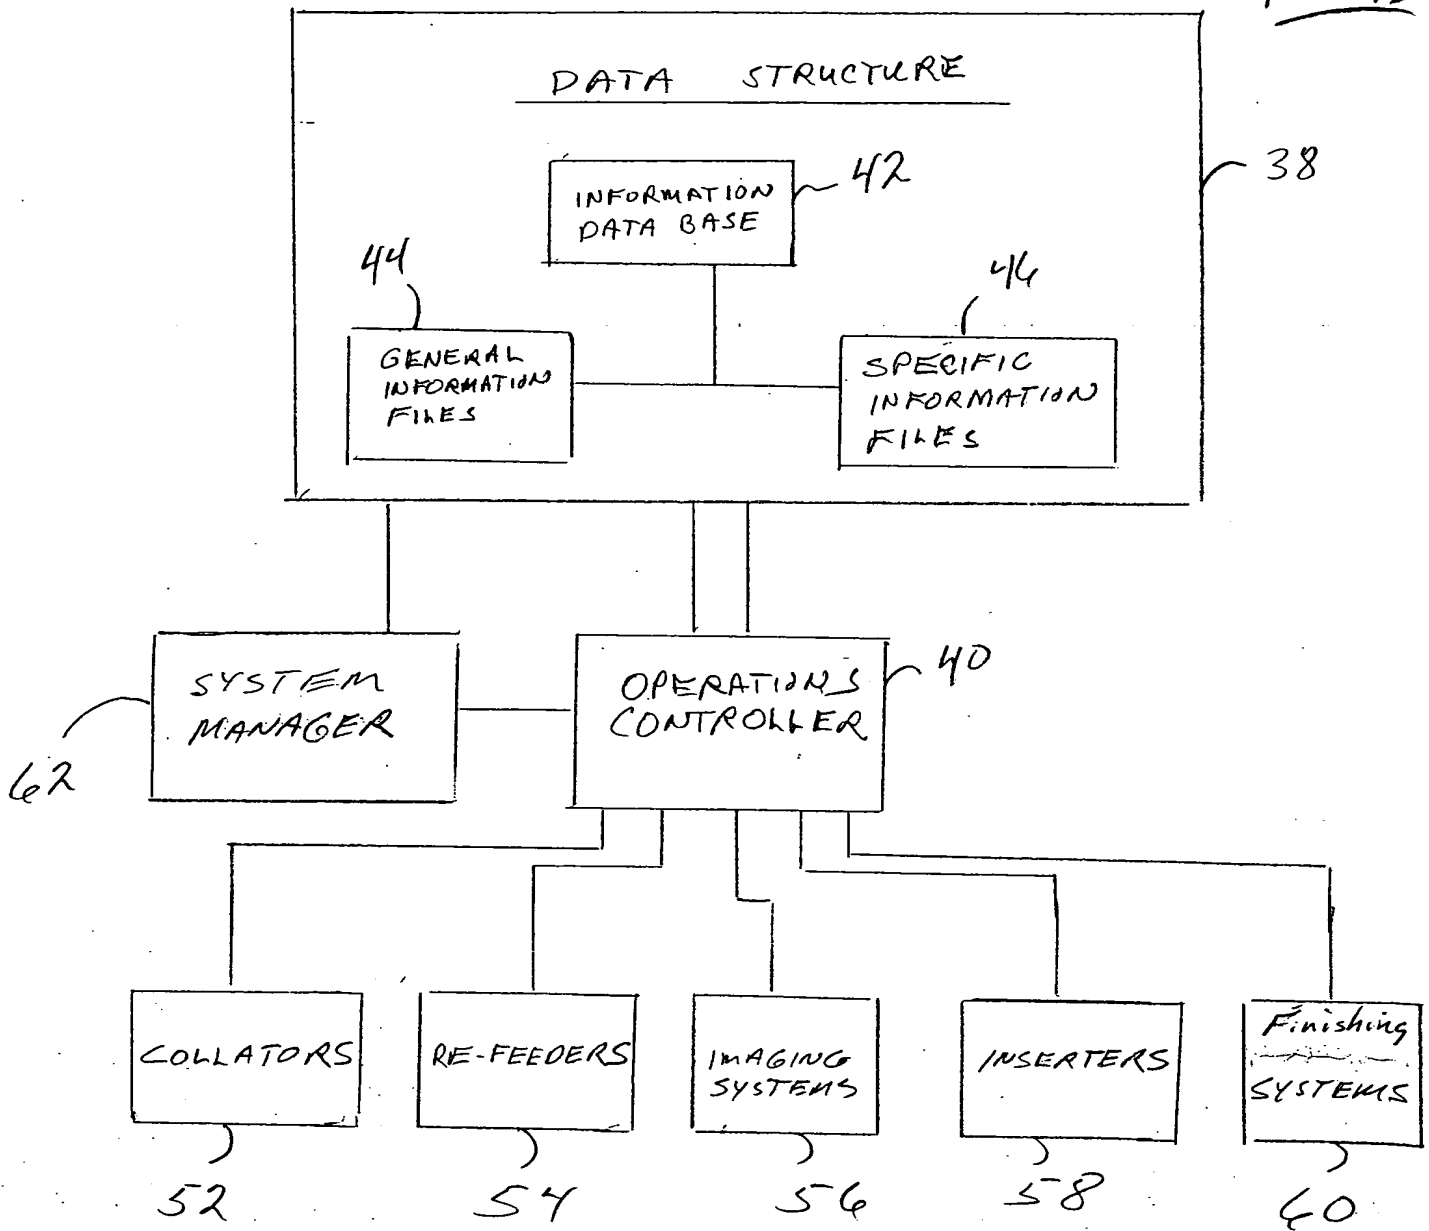 DATA STRUCTURE
38
42
INFORMATION
DATA BASE
44
46
GENERAL
INFORMATION
FILES
SPECIFIC
INFORMATION
FILES
SYSTEM
MANAGER
62
OPERATIONS
CONTROLLER
40
COLLATORS
RE-FEEDERS
IMAGING
SYSTEMS
INSERTERS
Finishing
SYSTEMS
52
54
56
58
60